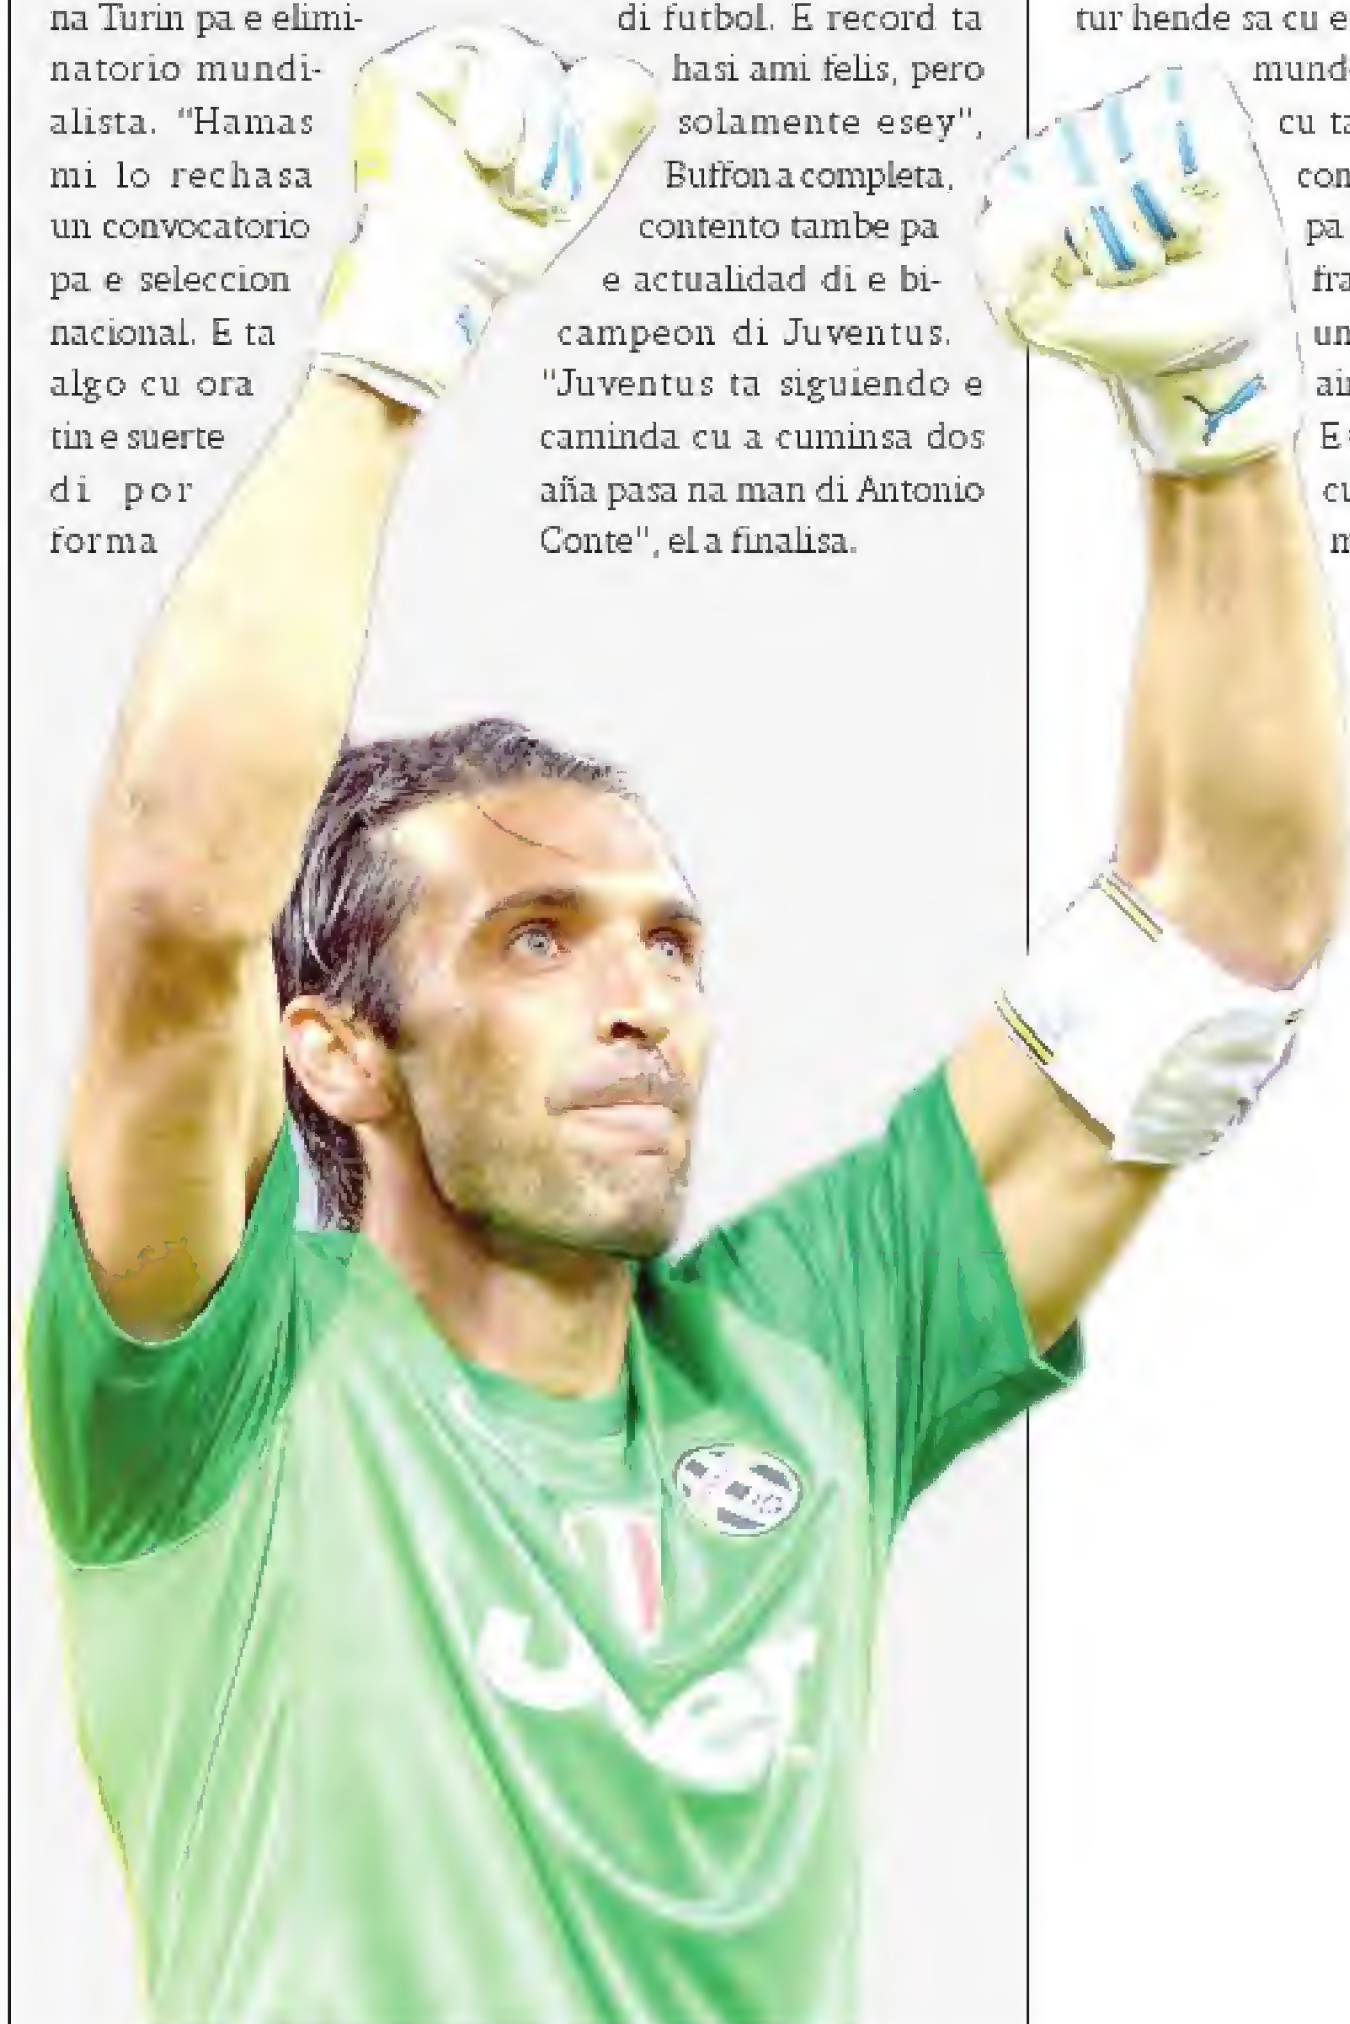 na Turin pa e elimi-
natorio mundi-
alista. "Hamas
mi lo rechasa
un convocatorio
pa e seleccion
nacional. E ta
algo cu ora
tin e suerte
di por
forma
di futbol. E record ta
hasi ami felis, pero
solamente esey",
Buffon a completa,
contento tambe pa
e actualidad di e bi-
campeon di Juventus.
"Juventus ta siguiendo e
caminda cu a cuminsa dos
aña pasa na man di Antonio
Conte", el a finalisa.
tur hende sa cu e
cu
pa